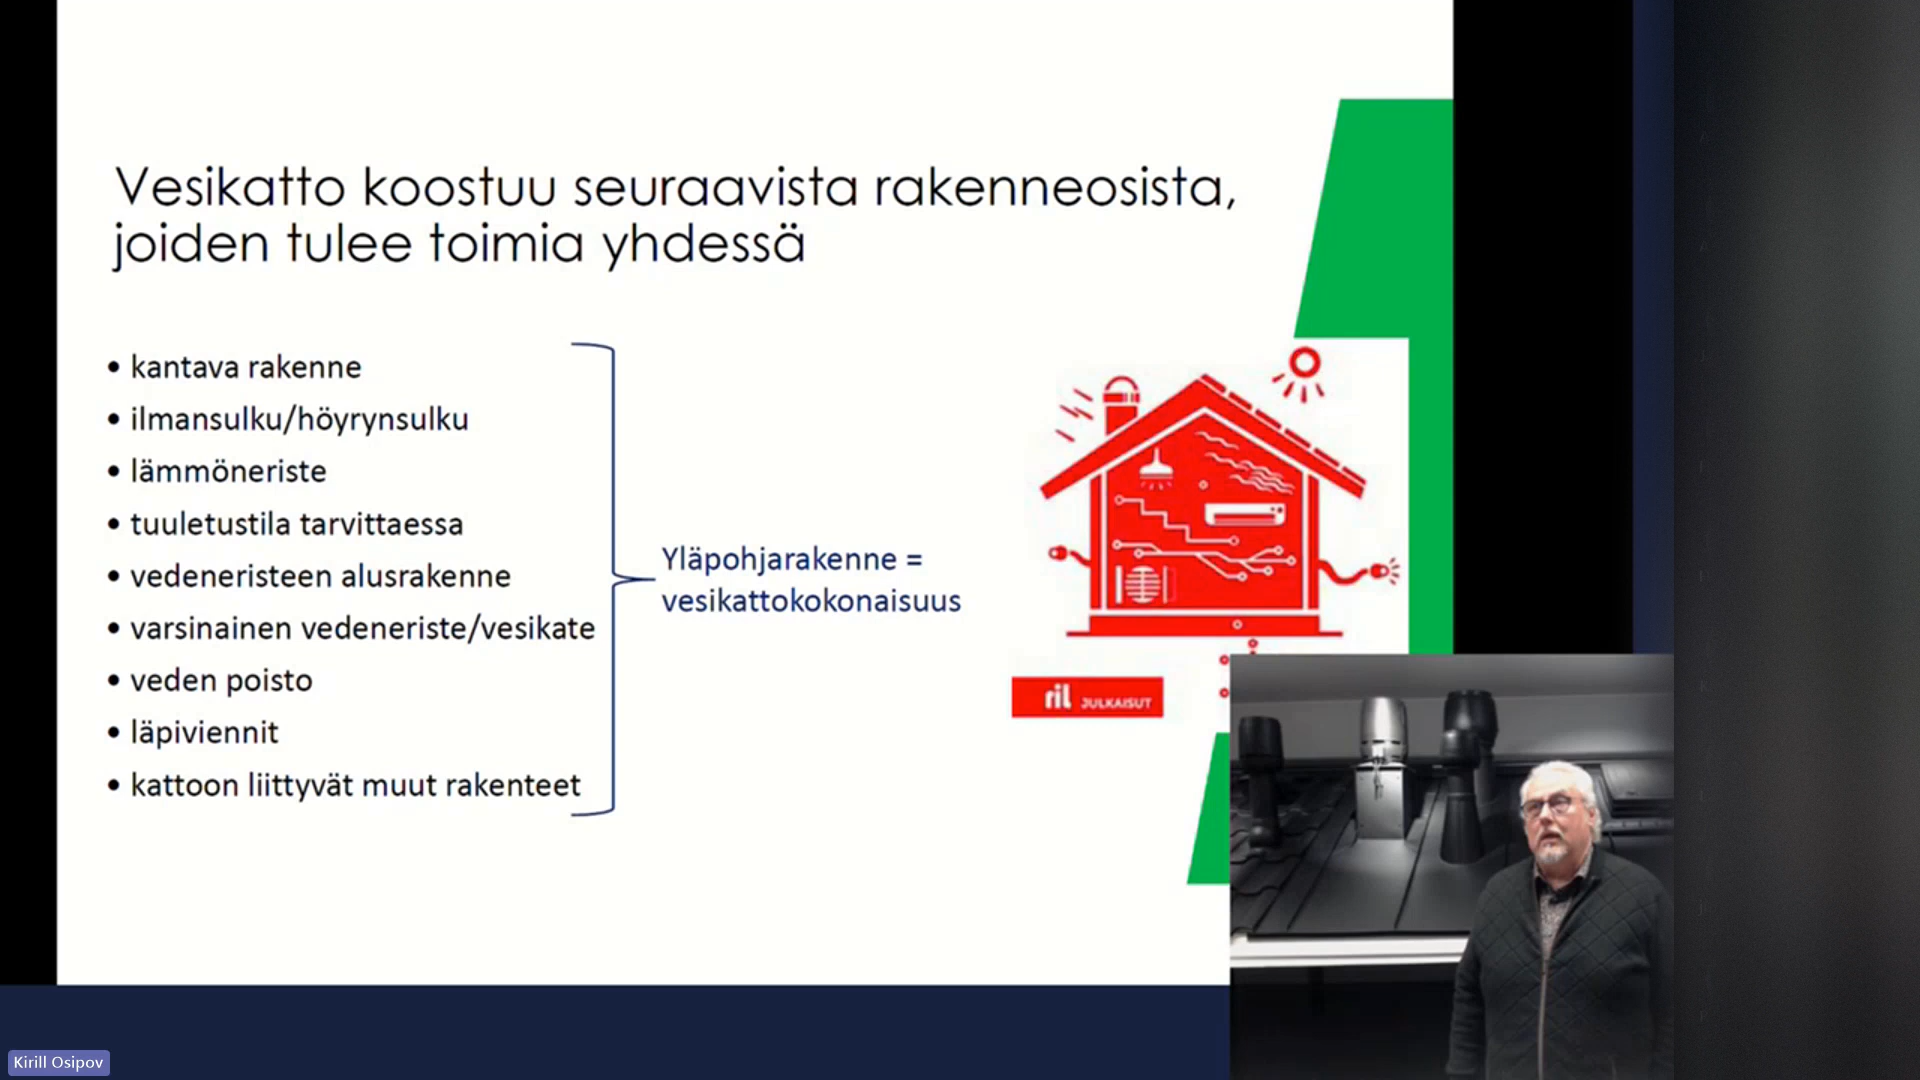 Vesikatto koostuu seuraavista rakenneosista,
joiden tulee toimia yhdessä
• kantava rakenne
• ilmansulku/höyrynsulku
• lämmöneriste
• tuuletustila tarvittaessa
• vedeneristeen alusrakenne
• varsinainen vedeneriste/vesikate
• veden poisto
• läpiviennit
• kattoon liittyvät muut rakenteet
Yläpohjarakenne =
vesikattokokonaisuus
ril JULKAISUT
Kirill Osipov